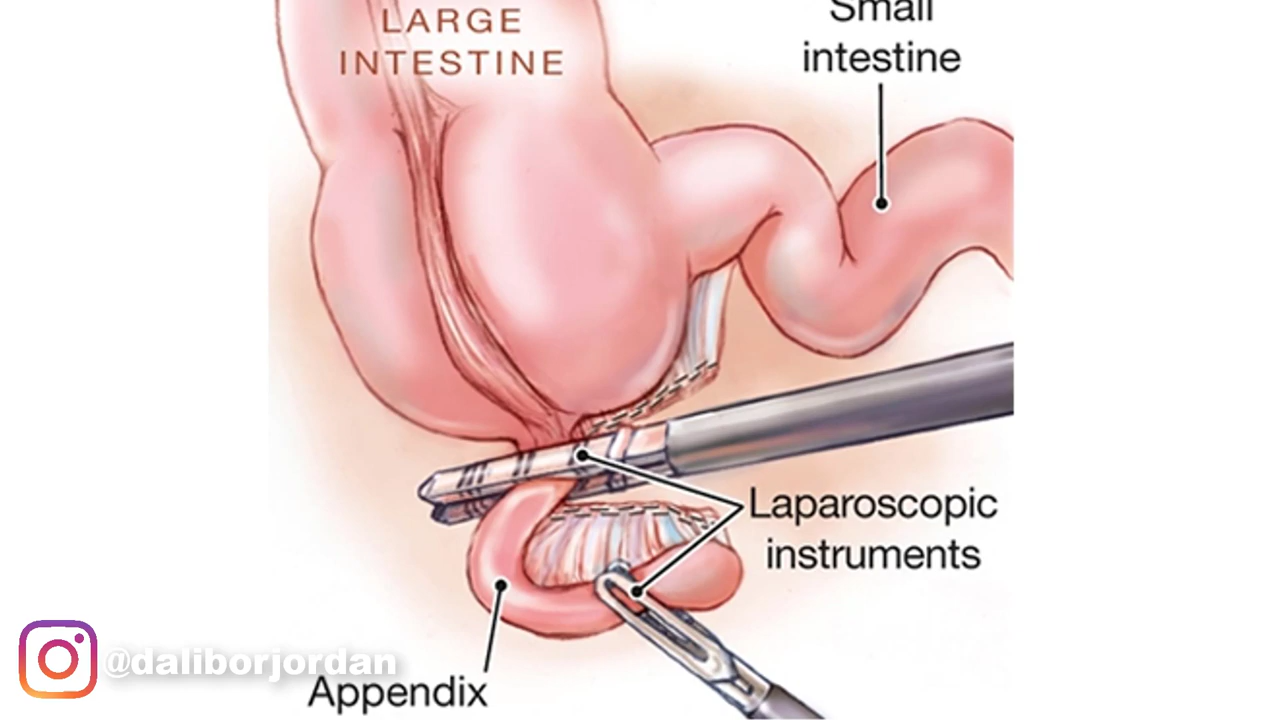 LARGE
INTESTINE
Small
intestine
Laparoscopic
instruments
Appendix
@daliborjordan